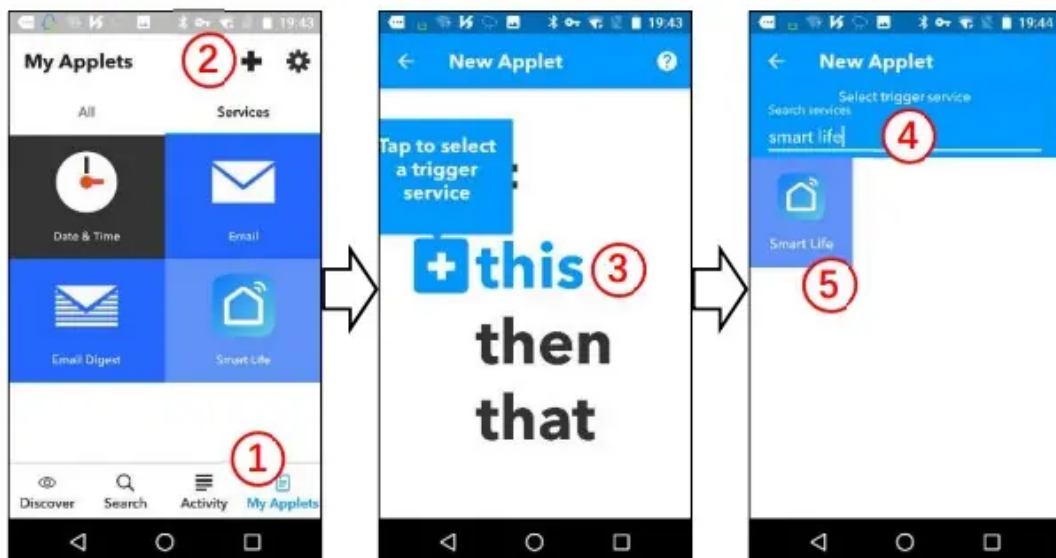 19:43
My Applets
②
All
Services
Date & Time
Email
Email Digest
Smart Life
①
Discover
Search
Activity
My Applets
19:43
New Applet
?
Tap to select
a trigger
service
:
+ this
③
then
that
19:44
New Applet
Select trigger service
Search services
smart life
④
Smart Life
⑤